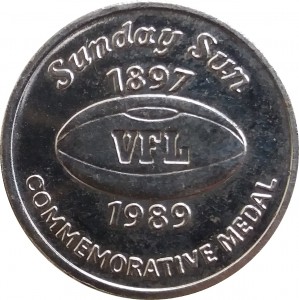 Sunday Sun
1897
VFL
1989
COMMEMORATIVE MEDAL